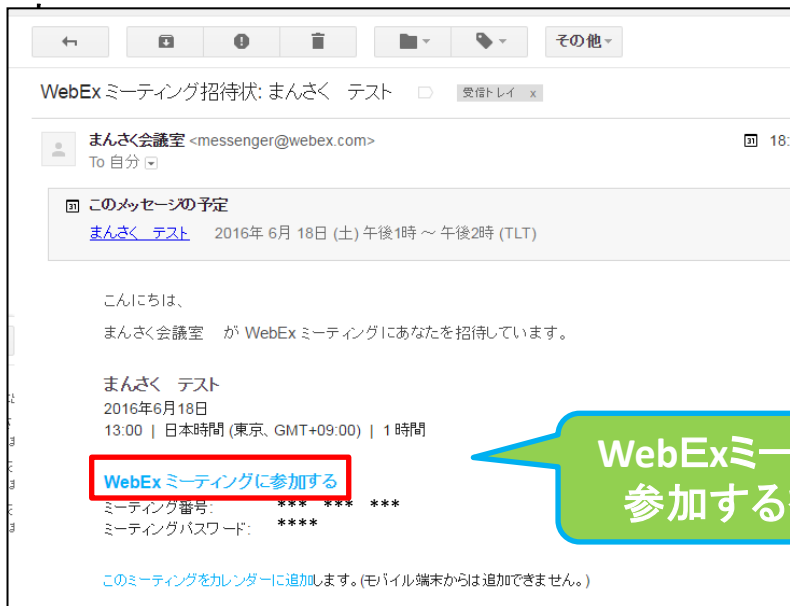 その他
WebEx ミーティング招待状: まんさく　テスト　受信トレイ x
まんさく会議室 <messenger@webex.com>
31 18:
To 自分
31 このメッセージの予定
まんさく　テスト　2016年 6月 18日 (土) 午後1時 ～ 午後2時 (TLT)
こんにちは、
まんさく会議室　が WebEx ミーティングにあなたを招待しています。
まんさく　テスト
2016年6月18日
13:00 | 日本時間 (東京、GMT+09:00) | 1 時間
WebEx ミーティングに参加する
ミーティング番号: *** *** ***
ミーティングパスワード: ****
このミーティングをカレンダーに追加します。(モバイル端末からは追加できません。)
WebExミー
参加する